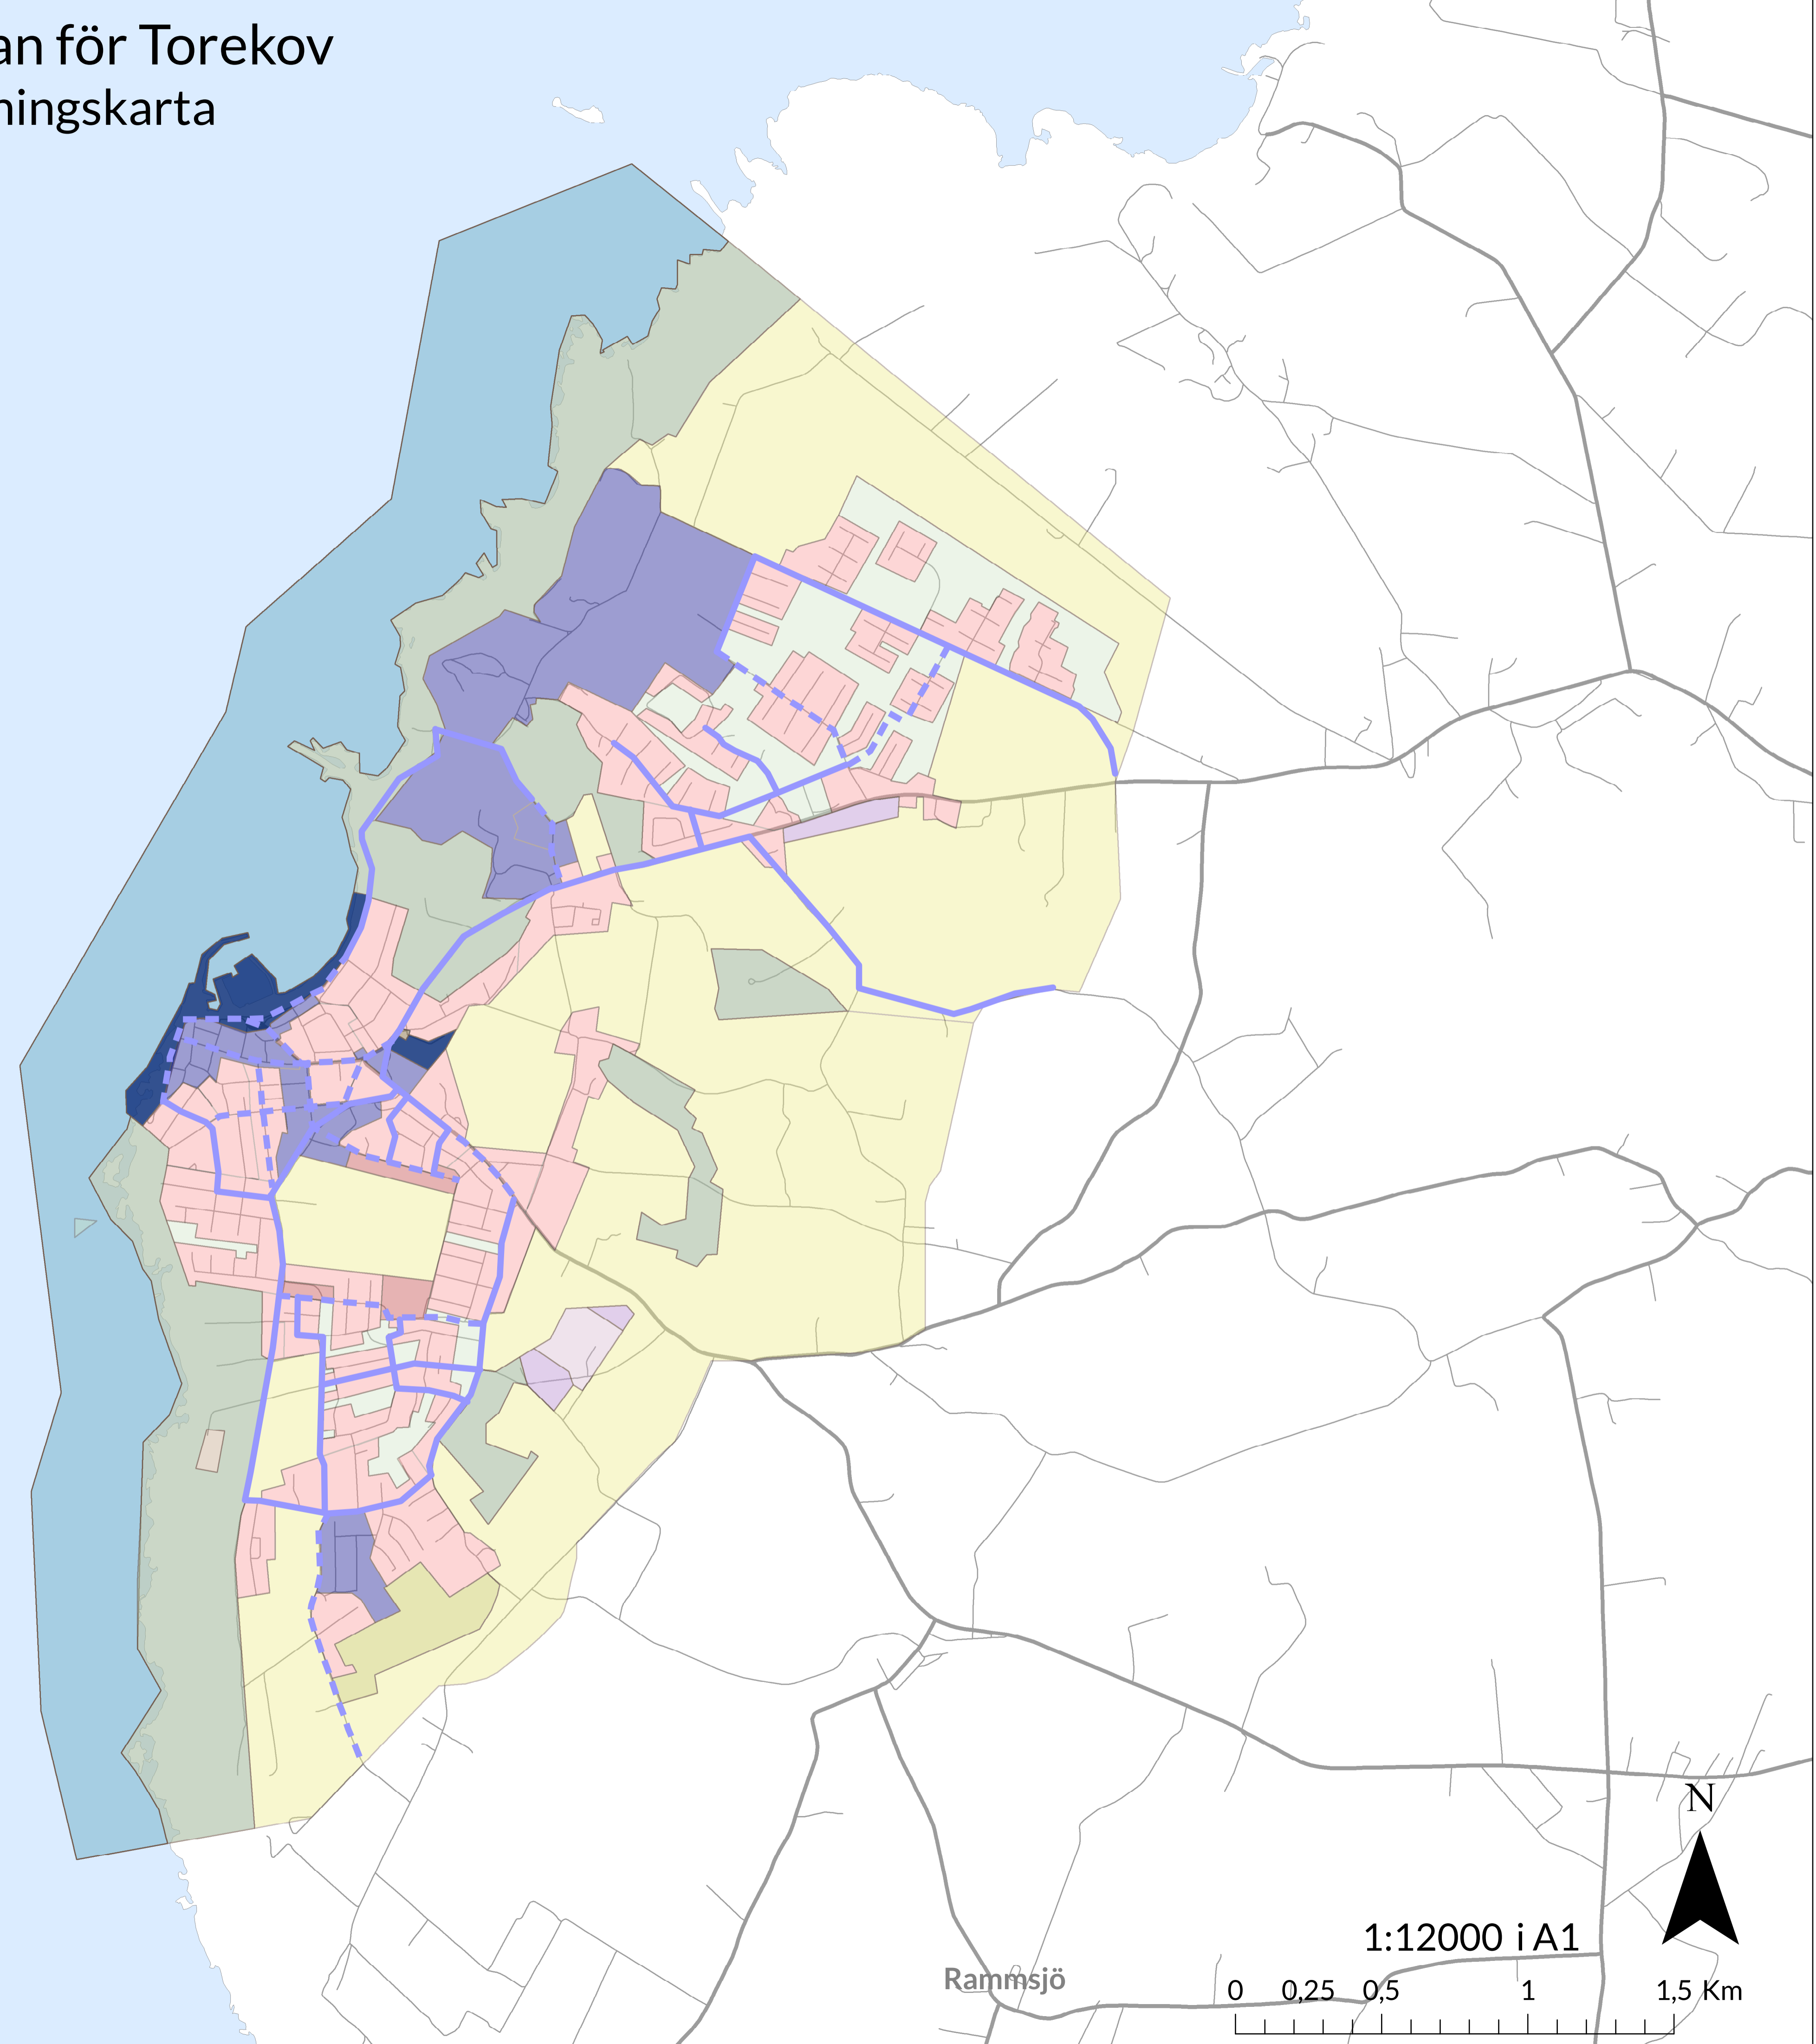 an för Torekov
ningskarta
N
1:12000 i A1
Rammsjö
0 0,25 0,5 1 1,5 Km